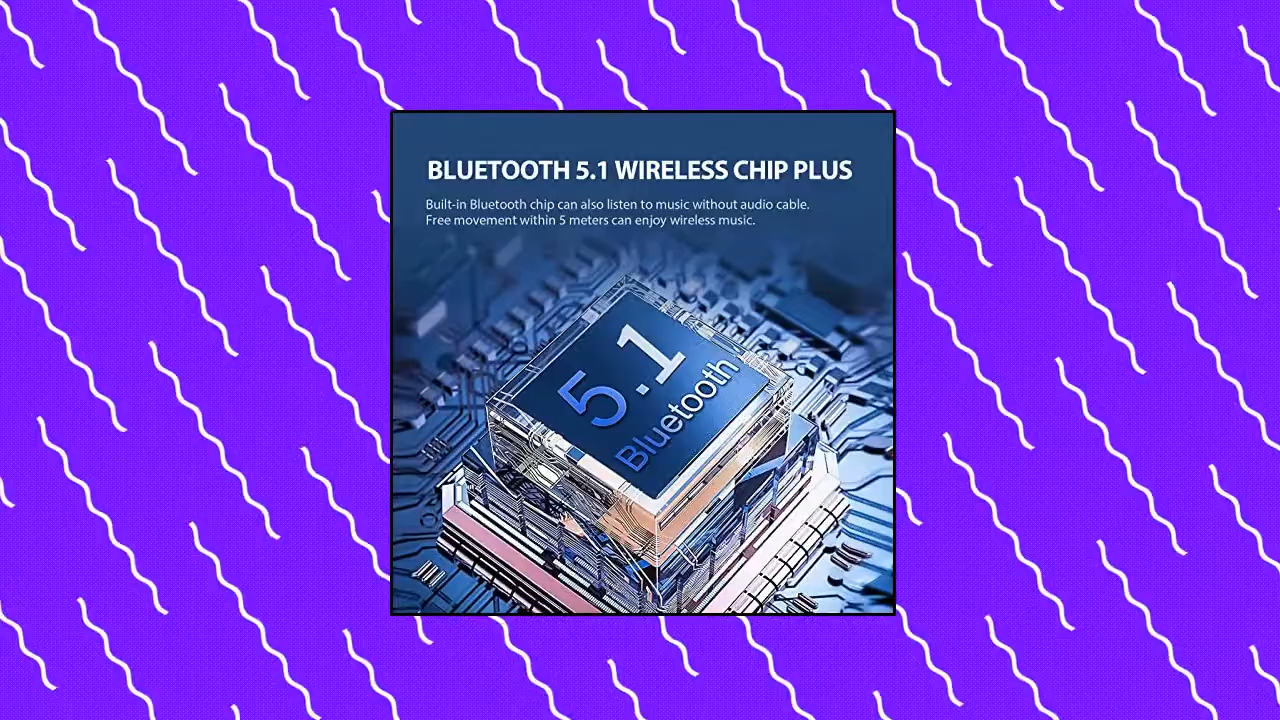 BLUETOOTH 5.1 WIRELESS CHIP PLUS
Built-in Bluetooth chip can also listen to music without audio cable.
Free movement within 5 meters can enjoy wireless music.
5.1
Bluetooth